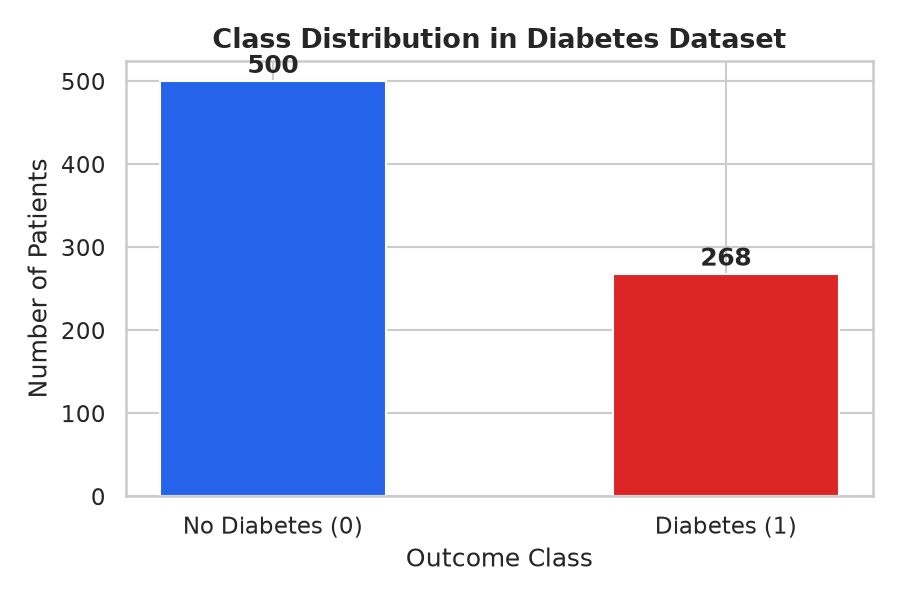 Class Distribution in Diabetes Dataset
500
500
400
300
268
200
100
0
Number of Patients
No Diabetes (0)
Diabetes (1)
Outcome Class